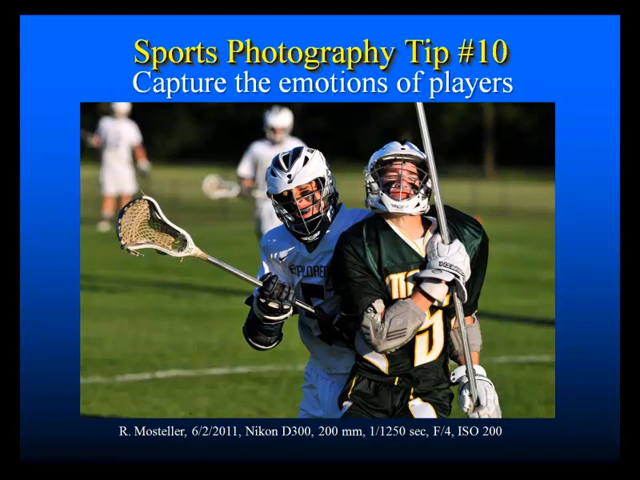 Sports Photography Tip #10
Capture the emotions of players
R. Mosteller, 6/2/2011, Nikon D300, 200 mm, 1/1250 sec, F/4, ISO 200